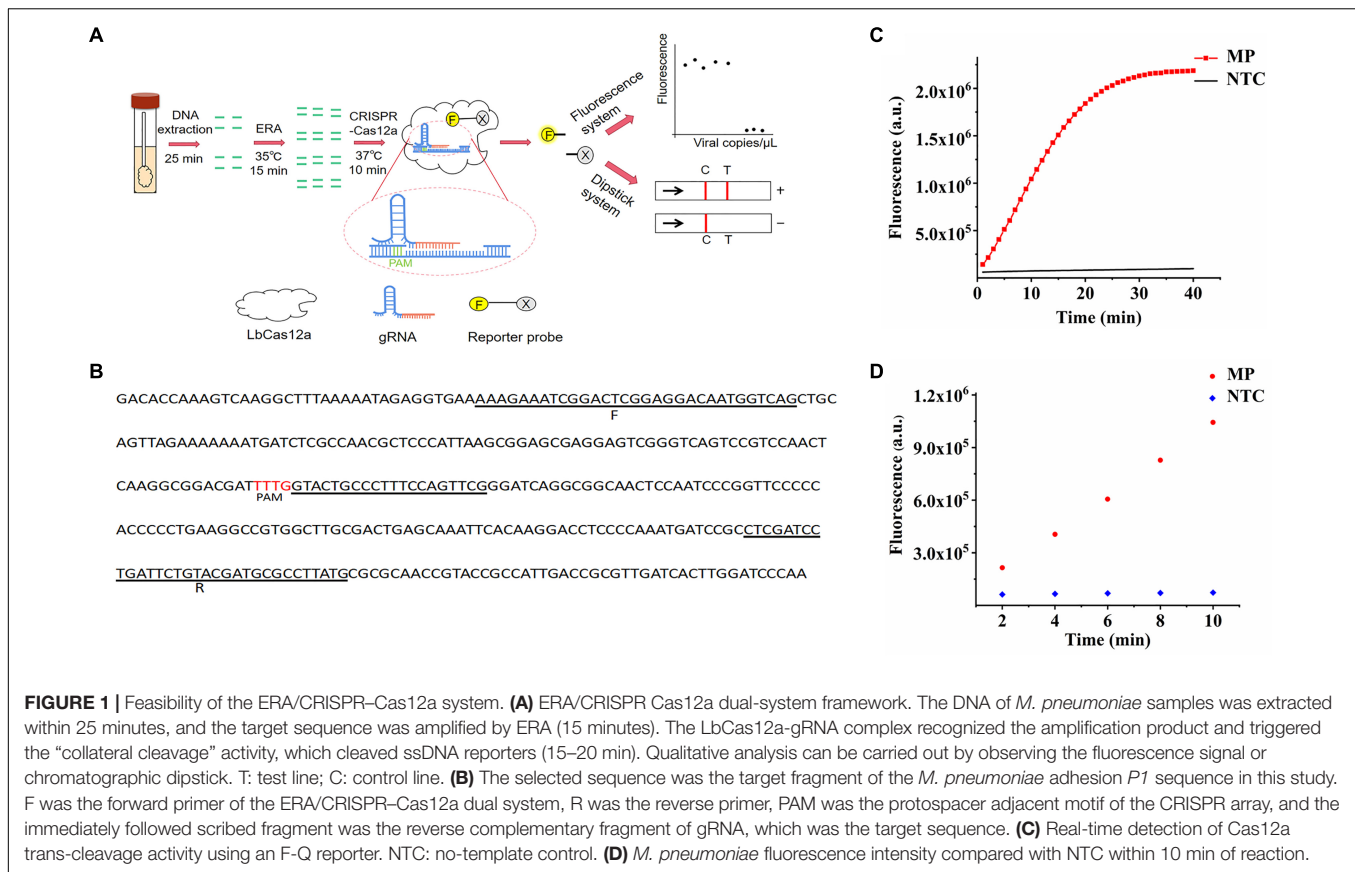 A
DNA
extraction
25 min
ERA
35℃
15 min
CRISPR
-Cas12a
37℃
10 min
F
X
PAM
F
X
Fluorescence
system
Dipstick
system
Fluorescence
Viral copies/μL
C T
+
−
C T
LbCas12a
gRNA
F
X
Reporter probe
B
GACACCAAAGTCAAGGCTTTAAAAATAGAGGTGAAAAAGAAATCGGACTCGGAGGACAATGGTCAGCTGC
F
AGTTAGAAAAAAATGATCTCGCCAACGCTCCCATTAAGCGGAGCGAGGAGTCGGGTCAGTCCGTCCAACT
CAAGGCGGACGATTTTGGTACTGCCCTTTCCAGTTCGGGATCAGGCGGCAACTCCAATCCCGGTTCCCCC
PAM
ACCCCCTGAAGGCCGTGGCTTGCGACTGAGCAAATTCACAAGGACCTCCCCAAATGATCCGCCTCGATCC
TGATTCTGTACGATGCGCCTTATGCGCGCAACCGTACCGCCATTGACCGCGTTGATCACTTGGATCCCAA
R
C
MP
NTC
Fluorescence (a.u.)
2.0x10⁶
1.5x10⁶
1.0x10⁶
5.0x10⁵
0 10 20 30 40
Time (min)
D
MP
NTC
Fluorescence (a.u.)
1.2x10⁶
9.0x10⁵
6.0x10⁵
3.0x10⁵
2 4 6 8 10
Time (min)
FIGURE 1 | Feasibility of the ERA/CRISPR–Cas12a system. (A) ERA/CRISPR Cas12a dual-system framework. The DNA of M. pneumoniae samples was extracted
within 25 minutes, and the target sequence was amplified by ERA (15 minutes). The LbCas12a-gRNA complex recognized the amplification product and triggered
the “collateral cleavage” activity, which cleaved ssDNA reporters (15–20 min). Qualitative analysis can be carried out by observing the fluorescence signal or
chromatographic dipstick. T: test line; C: control line. (B) The selected sequence was the target fragment of the M. pneumoniae adhesion P1 sequence in this study.
F was the forward primer of the ERA/CRISPR–Cas12a dual system, R was the reverse primer, PAM was the protospacer adjacent motif of the CRISPR array, and the
immediately followed scribed fragment was the reverse complementary fragment of gRNA, which was the target sequence. (C) Real-time detection of Cas12a
trans-cleavage activity using an F-Q reporter. NTC: no-template control. (D) M. pneumoniae fluorescence intensity compared with NTC within 10 min of reaction.